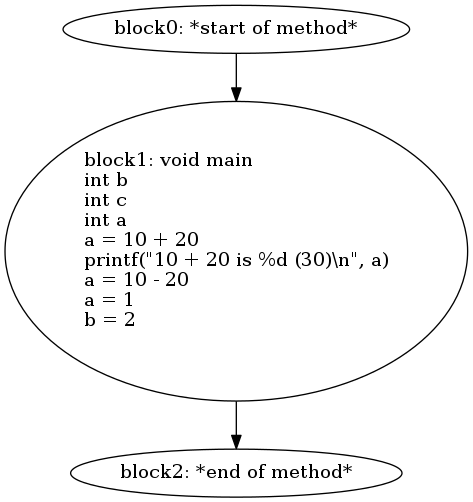 block0: *start of method*
block1: void main
int b
int c
int a
a = 10 + 20
printf("10 + 20 is %d (30)\n", a)
a = 10 - 20
a = 1
b = 2
block2: *end of method*